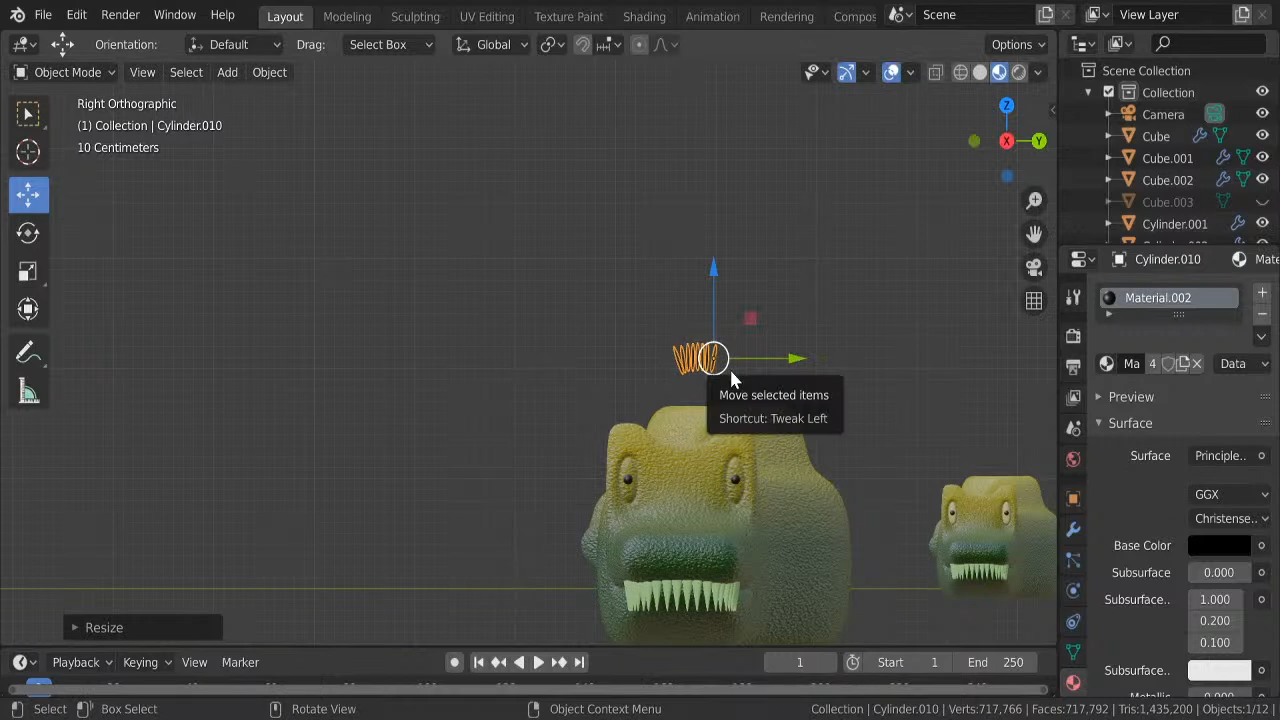 File Edit Render Window Help Layout Modeling Sculpting UV Editing Texture Paint Shading Animation Rendering Compos Scene View Layer
Orientation: Default Drag: Select Box Global Options
Object Mode View Select Add Object
Right Orthographic
(1) Collection | Cylinder.010
10 Centimeters
Z
X
Y
Scene Collection
Collection
Camera
Cube
Cube.001
Cube.002
Cube.003
Cylinder.001
Cylinder.010 Mate
Material.002
Ma 4 Data
Preview
Surface
Surface Principle..
GGX
Christense..
Base Color
Subsurface 0.000
Subsurface.. 1.000
0.200
0.100
Subsurface..
Metallic 0.000
Move selected items
Shortcut: Tweak Left
Resize
Playback Keying View Marker 1 Start 1 End 250
Select Box Select Rotate View Object Context Menu Collection | Cylinder.010 | Verts:717,766 | Faces:717,792 | Tris:1,435,200 | Objects:1/12